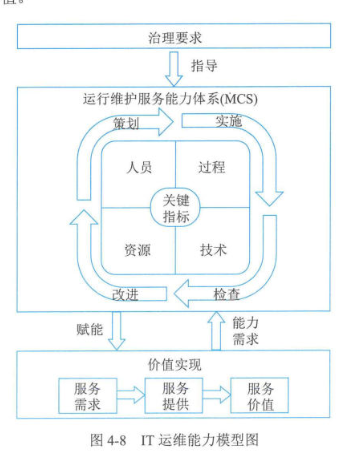 值。
治理要求
指导
运行维护服务能力体系(MCS)
策划
实施
人员
过程
关键
指标
资源
技术
改进
检查
赋能
能力
需求
价值实现
服务
需求
服务
提供
服务
价值
图 4-8 IT 运维能力模型图